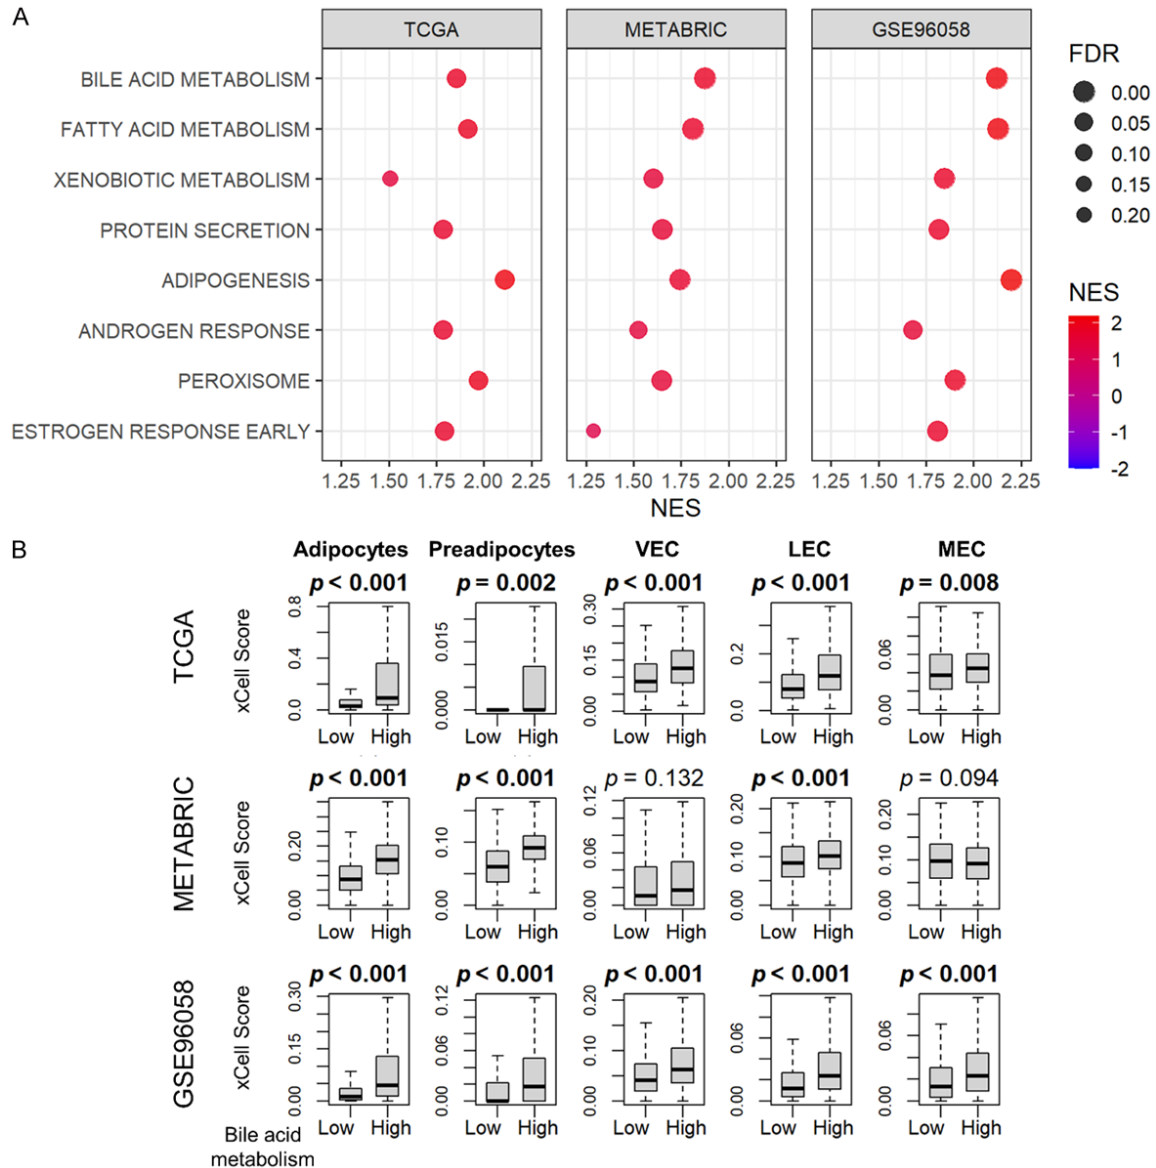 A
TCGA METABRIC GSE96058
BILE ACID METABOLISM
FATTY ACID METABOLISM
XENOBIOTIC METABOLISM
PROTEIN SECRETION
ADIPOGENESIS
ANDROGEN RESPONSE
PEROXISOME
ESTROGEN RESPONSE EARLY
1.25 1.50 1.75 2.00 2.25 1.25 1.50 1.75 2.00 2.25 1.25 1.50 1.75 2.00 2.25
NES
FDR
0.00
0.05
0.10
0.15
0.20
NES
2
1
0
-1
-2
B
Adipocytes Preadipocytes VEC LEC MEC
p < 0.001 p = 0.002 p < 0.001 p < 0.001 p = 0.008
TCGA
xCell Score
0.0 0.4 0.8
0.000 0.015
0.00 0.15 0.30
0.0 0.2
0.00 0.06
Low High Low High Low High Low High Low High
p < 0.001 p < 0.001 p = 0.132 p < 0.001 p = 0.094
METABRIC
xCell Score
0.00 0.20
0.00 0.10
0.00 0.06 0.12
0.00 0.10 0.20
0.00 0.10 0.20
Low High Low High Low High Low High Low High
p < 0.001 p < 0.001 p < 0.001 p < 0.001 p < 0.001
GSE96058
xCell Score
0.00 0.15 0.30
0.00 0.06 0.12
0.00 0.10 0.20
0.00 0.06
0.00 0.06
Low High Low High Low High Low High Low High
Bile acid
metabolism